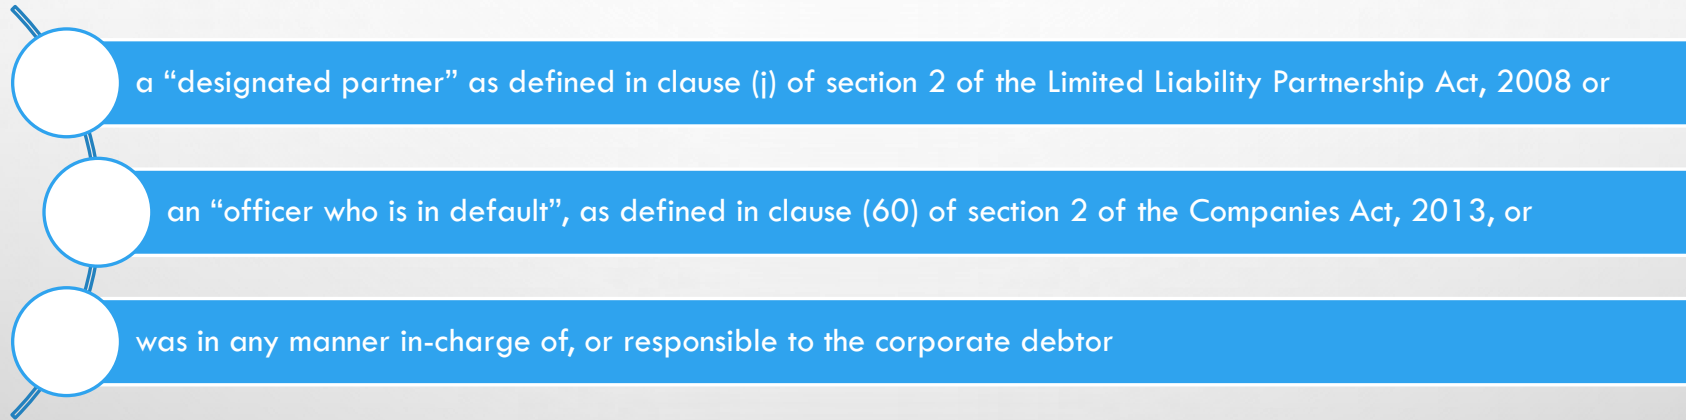 a “designated partner” as defined in clause (j) of section 2 of the Limited Liability Partnership Act, 2008 or
an “officer who is in default”, as defined in clause (60) of section 2 of the Companies Act, 2013, or
was in any manner in-charge of, or responsible to the corporate debtor